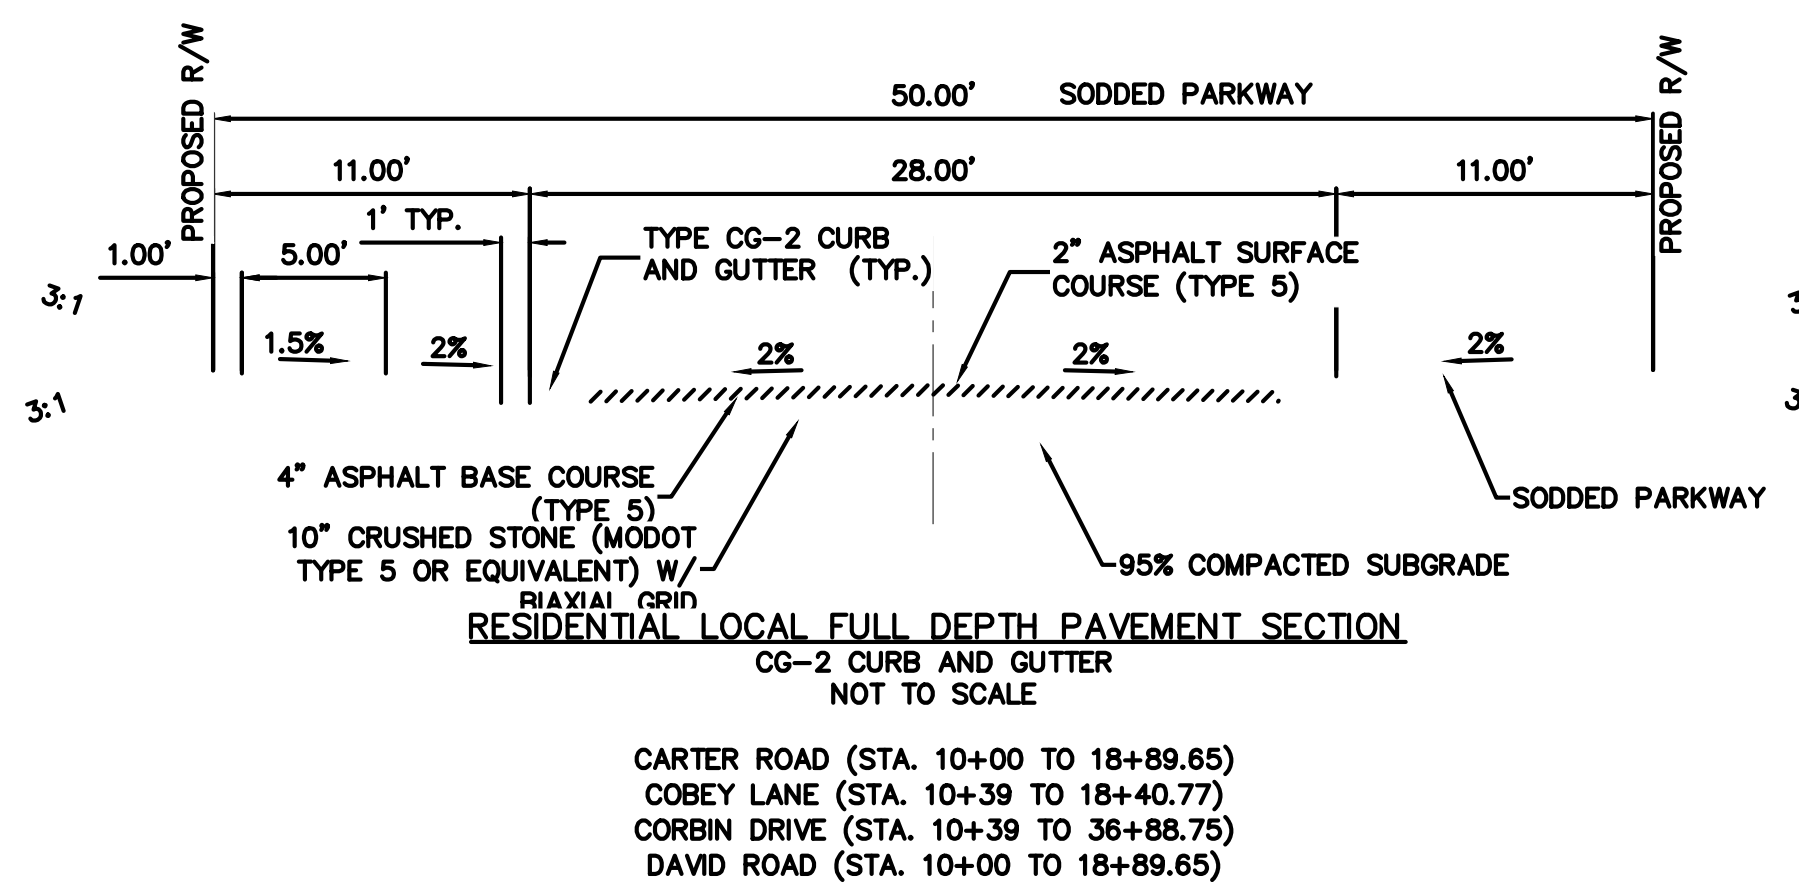 PROPOSED R/W
50.00' SODDED PARKWAY
PROPOSED R/W
11.00' 28.00' 11.00'
1' TYP.
1.00' 5.00'
TYPE CG-2 CURB
AND GUTTER (TYP.)
2" ASPHALT SURFACE
COURSE (TYPE 5)
3:1
1.5% 2% 2% 2% 2%
3:1
4" ASPHALT BASE COURSE
(TYPE 5)
SODDED PARKWAY
10" CRUSHED STONE (MODOT
TYPE 5 OR EQUIVALENT) W/
BIAXIAL GRID
95% COMPACTED SUBGRADE
RESIDENTIAL LOCAL FULL DEPTH PAVEMENT SECTION
CG-2 CURB AND GUTTER
NOT TO SCALE
CARTER ROAD (STA. 10+00 TO 18+89.65)
COBEY LANE (STA. 10+39 TO 18+40.77)
CORBIN DRIVE (STA. 10+39 TO 36+88.75)
DAVID ROAD (STA. 10+00 TO 18+89.65)